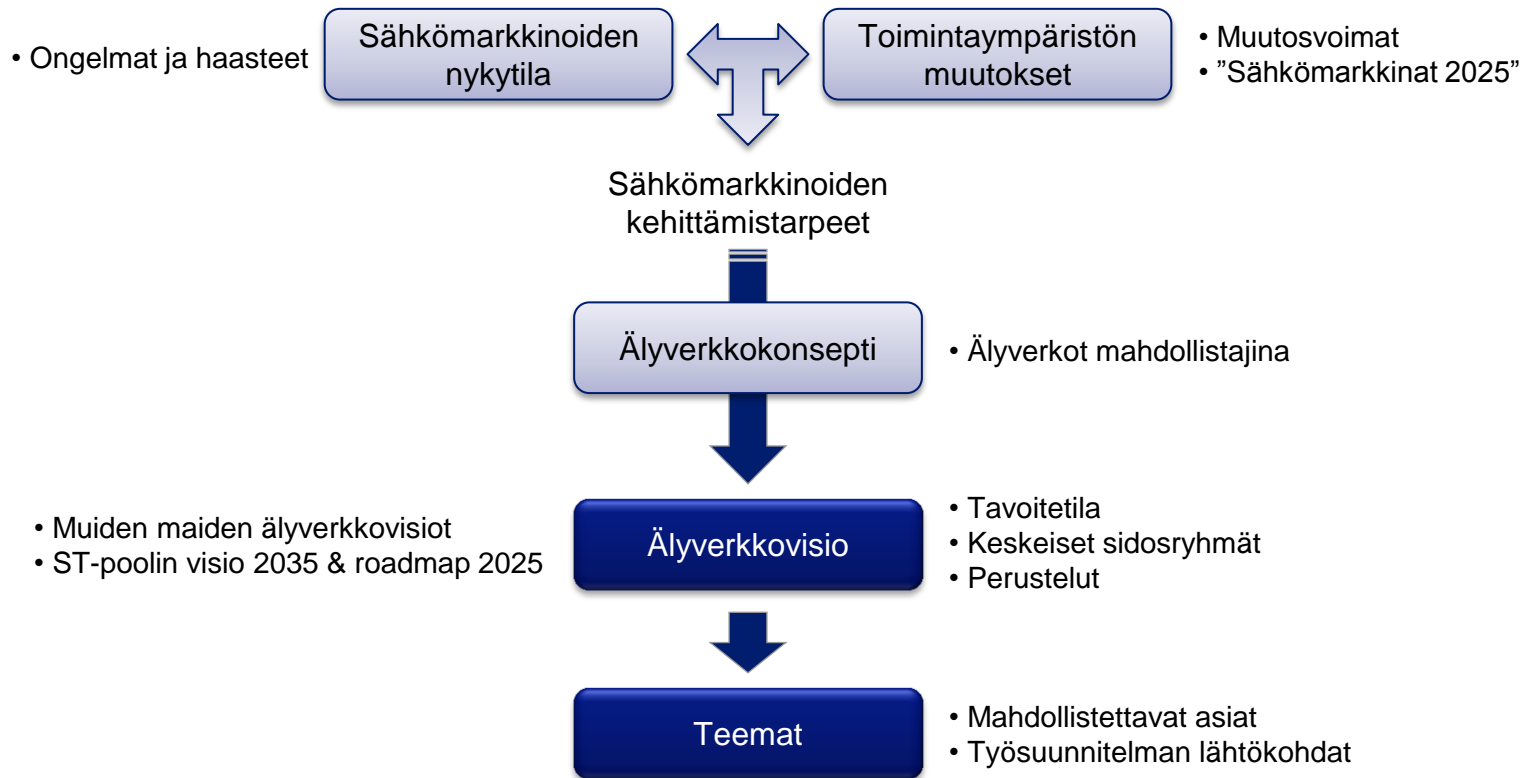 • Ongelmat ja haasteet
Sähkömarkkinoiden
nykytila
Toimintaympäristön
muutokset
• Muutosvoimat
• ”Sähkömarkkinat 2025”
Sähkömarkkinoiden
kehittämistarpeet
Älyverkkokonsepti
• Älyverkot mahdollistajina
• Muiden maiden älyverkkovisiot
• ST-poolin visio 2035 & roadmap 2025
Älyverkkovisio
• Tavoitetila
• Keskeiset sidosryhmät
• Perustelut
Teemat
• Mahdollistettavat asiat
• Työsuunnitelman lähtökohdat